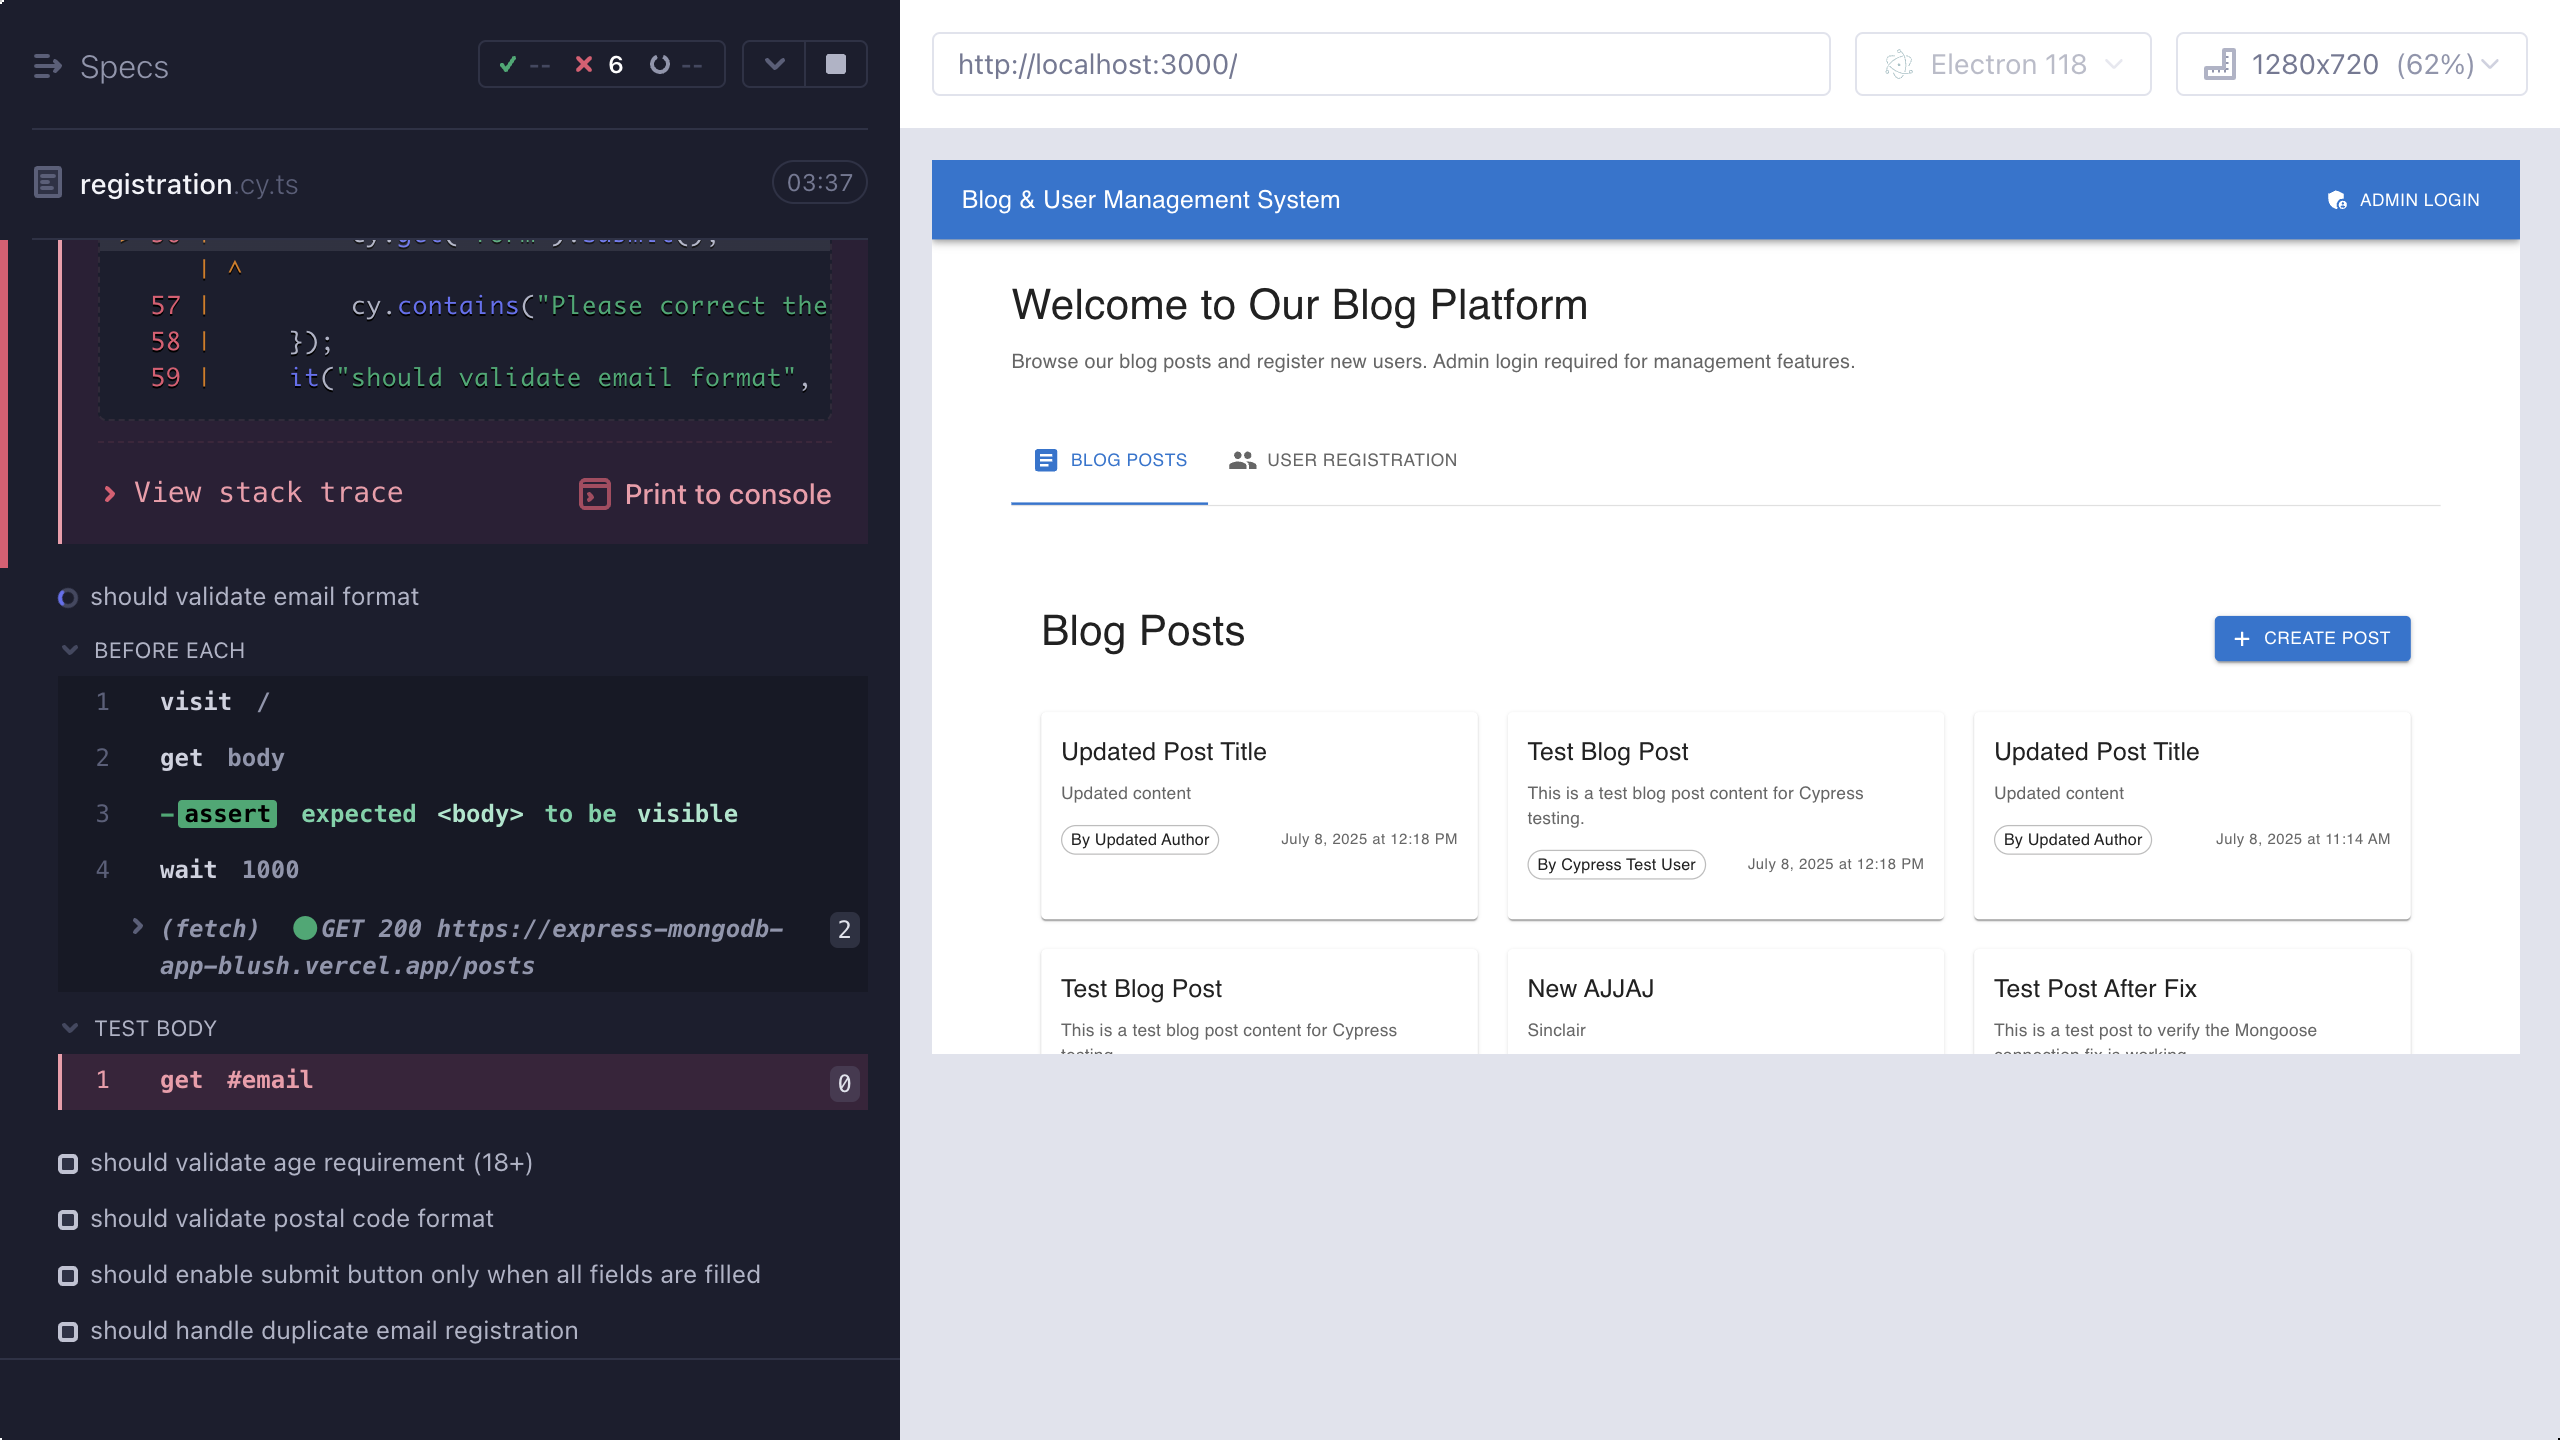 Specs
-- 6 --
registration.cy.ts
03:37
| ^
57 | cy.contains("Please correct the
58 | });
59 | it("should validate email format",
View stack trace
Print to console
should validate email format
BEFORE EACH
1 visit /
2 get body
3 -assert expected <body> to be visible
4 wait 1000
(fetch) GET 200 https://express-mongodb-
app-blush.vercel.app/posts
2
TEST BODY
1 get #email 0
should validate age requirement (18+)
should validate postal code format
should enable submit button only when all fields are filled
should handle duplicate email registration
http://localhost:3000/
Electron 118
1280x720 (62%)
Blog & User Management System
ADMIN LOGIN
Welcome to Our Blog Platform
Browse our blog posts and register new users. Admin login required for management features.
BLOG POSTS
USER REGISTRATION
Blog Posts
+ CREATE POST
Updated Post Title
Updated content
By Updated Author
July 8, 2025 at 12:18 PM
Test Blog Post
This is a test blog post content for Cypress
testing.
By Cypress Test User
July 8, 2025 at 12:18 PM
Updated Post Title
Updated content
By Updated Author
July 8, 2025 at 11:14 AM
Test Blog Post
This is a test blog post content for Cypress
New AJJAJ
Sinclair
Test Post After Fix
This is a test post to verify the Mongoose